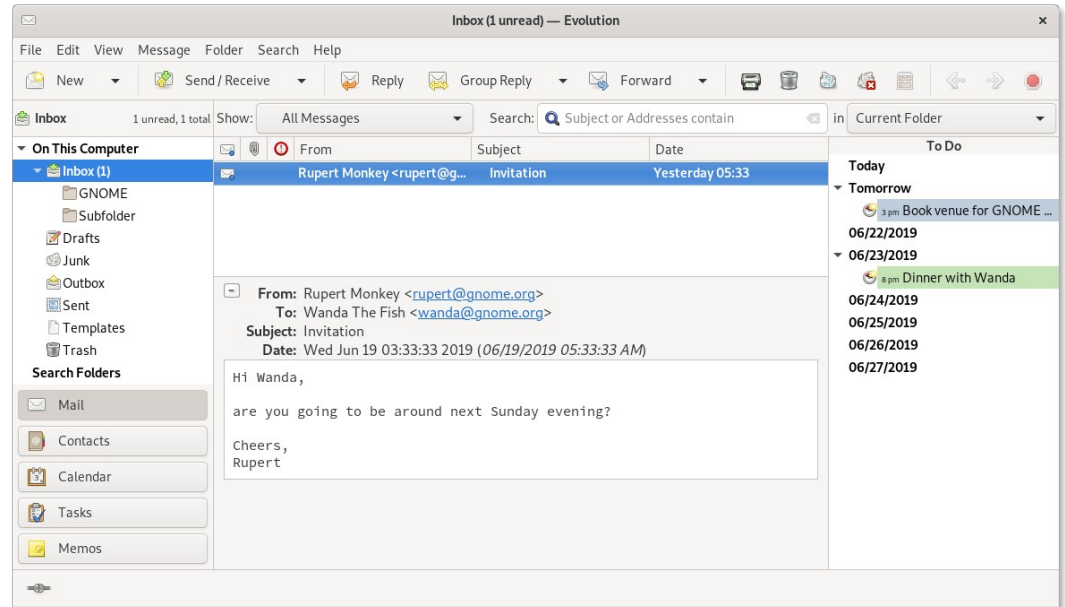 Inbox (1 unread) — Evolution
File Edit View Message Folder Search Help
New Send / Receive Reply Group Reply Forward
Inbox 1 unread, 1 total Show: All Messages Search: Subject or Addresses contain in Current Folder
On This Computer
Inbox (1)
GNOME
Subfolder
Drafts
Junk
Outbox
Sent
Templates
Trash
Search Folders
Mail
Contacts
Calendar
Tasks
Memos
From Subject Date
Rupert Monkey <rupert@g... Invitation Yesterday 05:33
From: Rupert Monkey <rupert@gnome.org>
To: Wanda The Fish <wanda@gnome.org>
Subject: Invitation
Date: Wed Jun 19 03:33:33 2019 (06/19/2019 05:33:33 AM)
Hi Wanda,
are you going to be around next Sunday evening?
Cheers,
Rupert
To Do
Today
Tomorrow
3 pm Book venue for GNOME ...
06/22/2019
06/23/2019
8 pm Dinner with Wanda
06/24/2019
06/25/2019
06/26/2019
06/27/2019